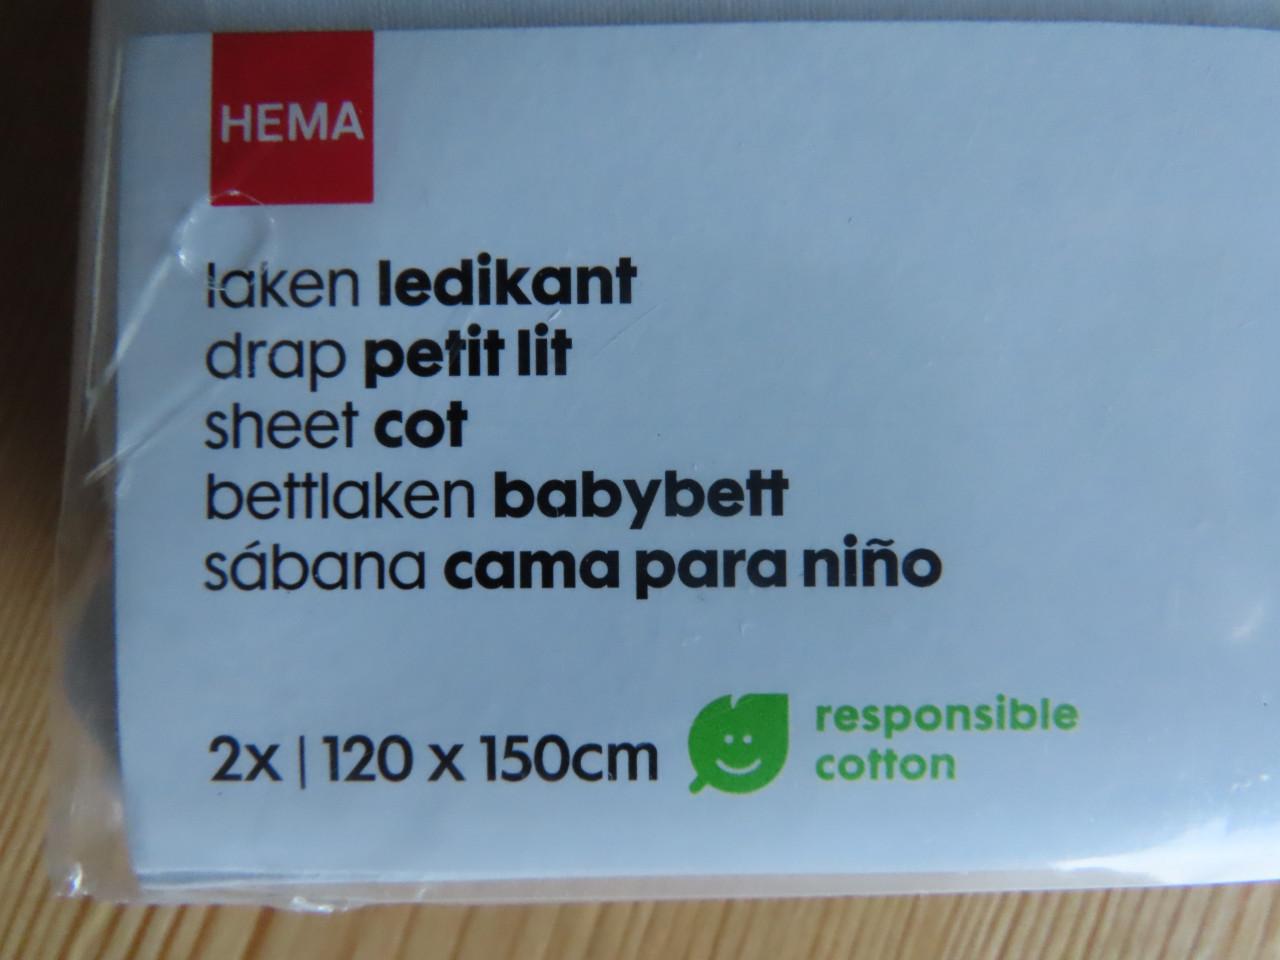 HEMA
laken ledikant
drap petit lit
sheet cot
bettlaken babybett
sábana cama para niño
2x | 120 x 150cm
responsible
cotton